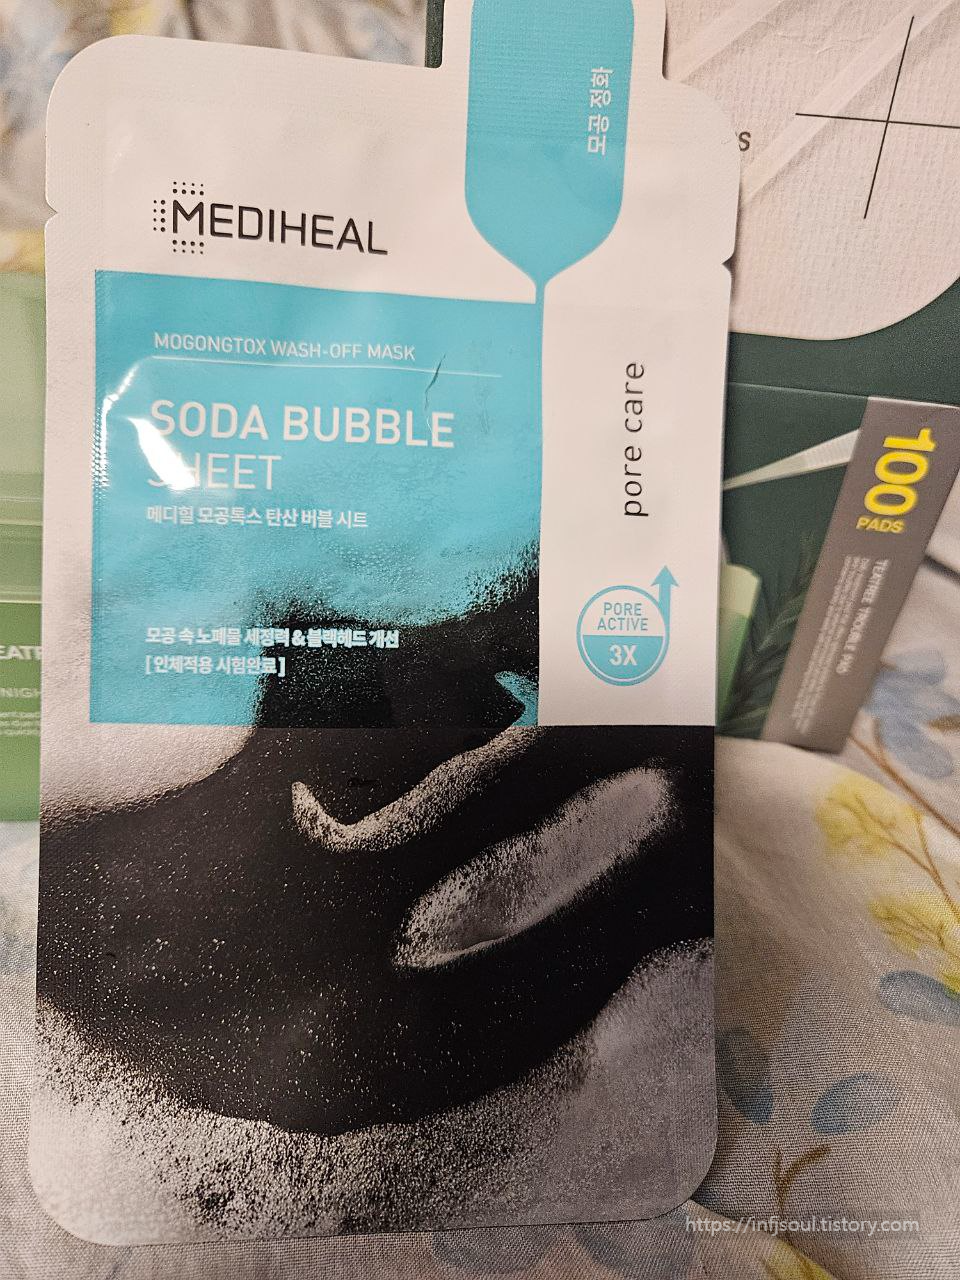 모공 정화
MEDIHEAL
MOGONGTOX WASH-OFF MASK
SODA BUBBLE
SHEET
메디힐 모공톡스 탄산 버블 시트
pore care
PORE
ACTIVE
3X
모공 속 노폐물 세정력 & 블랙헤드 개선
[인체적용 시험완료]
100
PADS
https://infjsoul.tistory.com